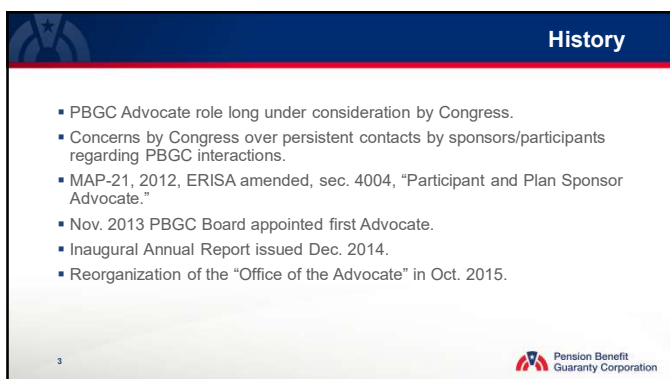 History
▪ PBGC Advocate role long under consideration by Congress.
▪ Concerns by Congress over persistent contacts by sponsors/participants
regarding PBGC interactions.
▪ MAP-21, 2012, ERISA amended, sec. 4004, “Participant and Plan Sponsor
Advocate.”
▪ Nov. 2013 PBGC Board appointed first Advocate.
▪ Inaugural Annual Report issued Dec. 2014.
▪ Reorganization of the “Office of the Advocate” in Oct. 2015.
3
Pension Benefit
Guaranty Corporation